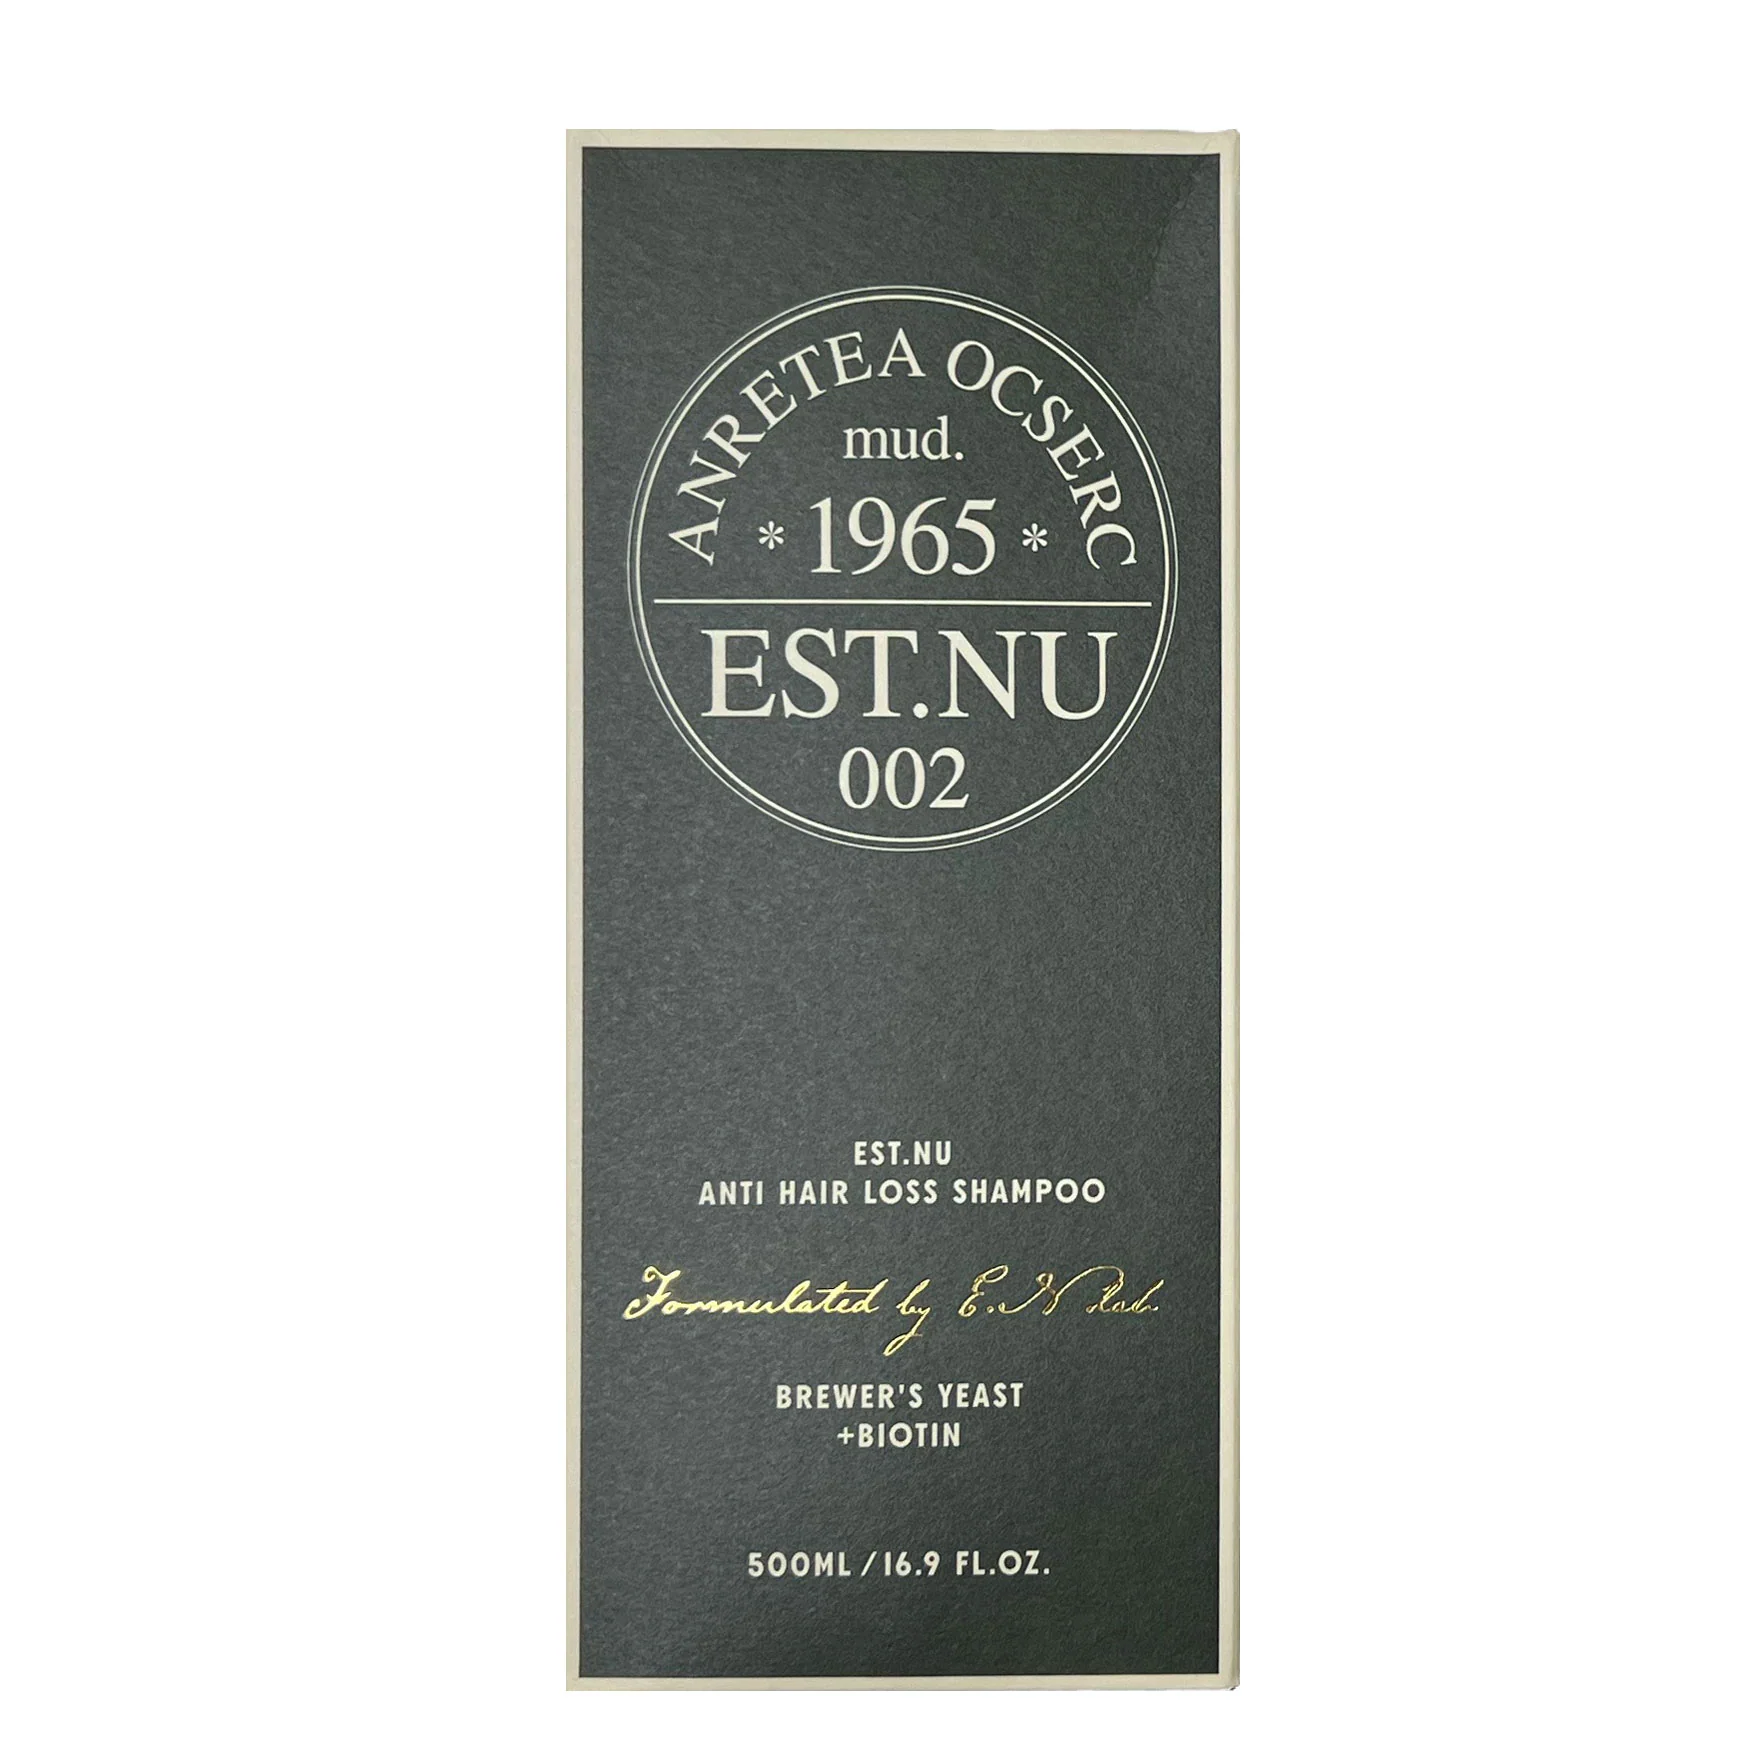 ANRETEA OCSERC
mud.
* 1965 *
EST.NU
002
EST.NU
ANTI HAIR LOSS SHAMPOO
Formulated by E. N
BREWER'S YEAST
+BIOTIN
500ML / 16.9 FL.OZ.